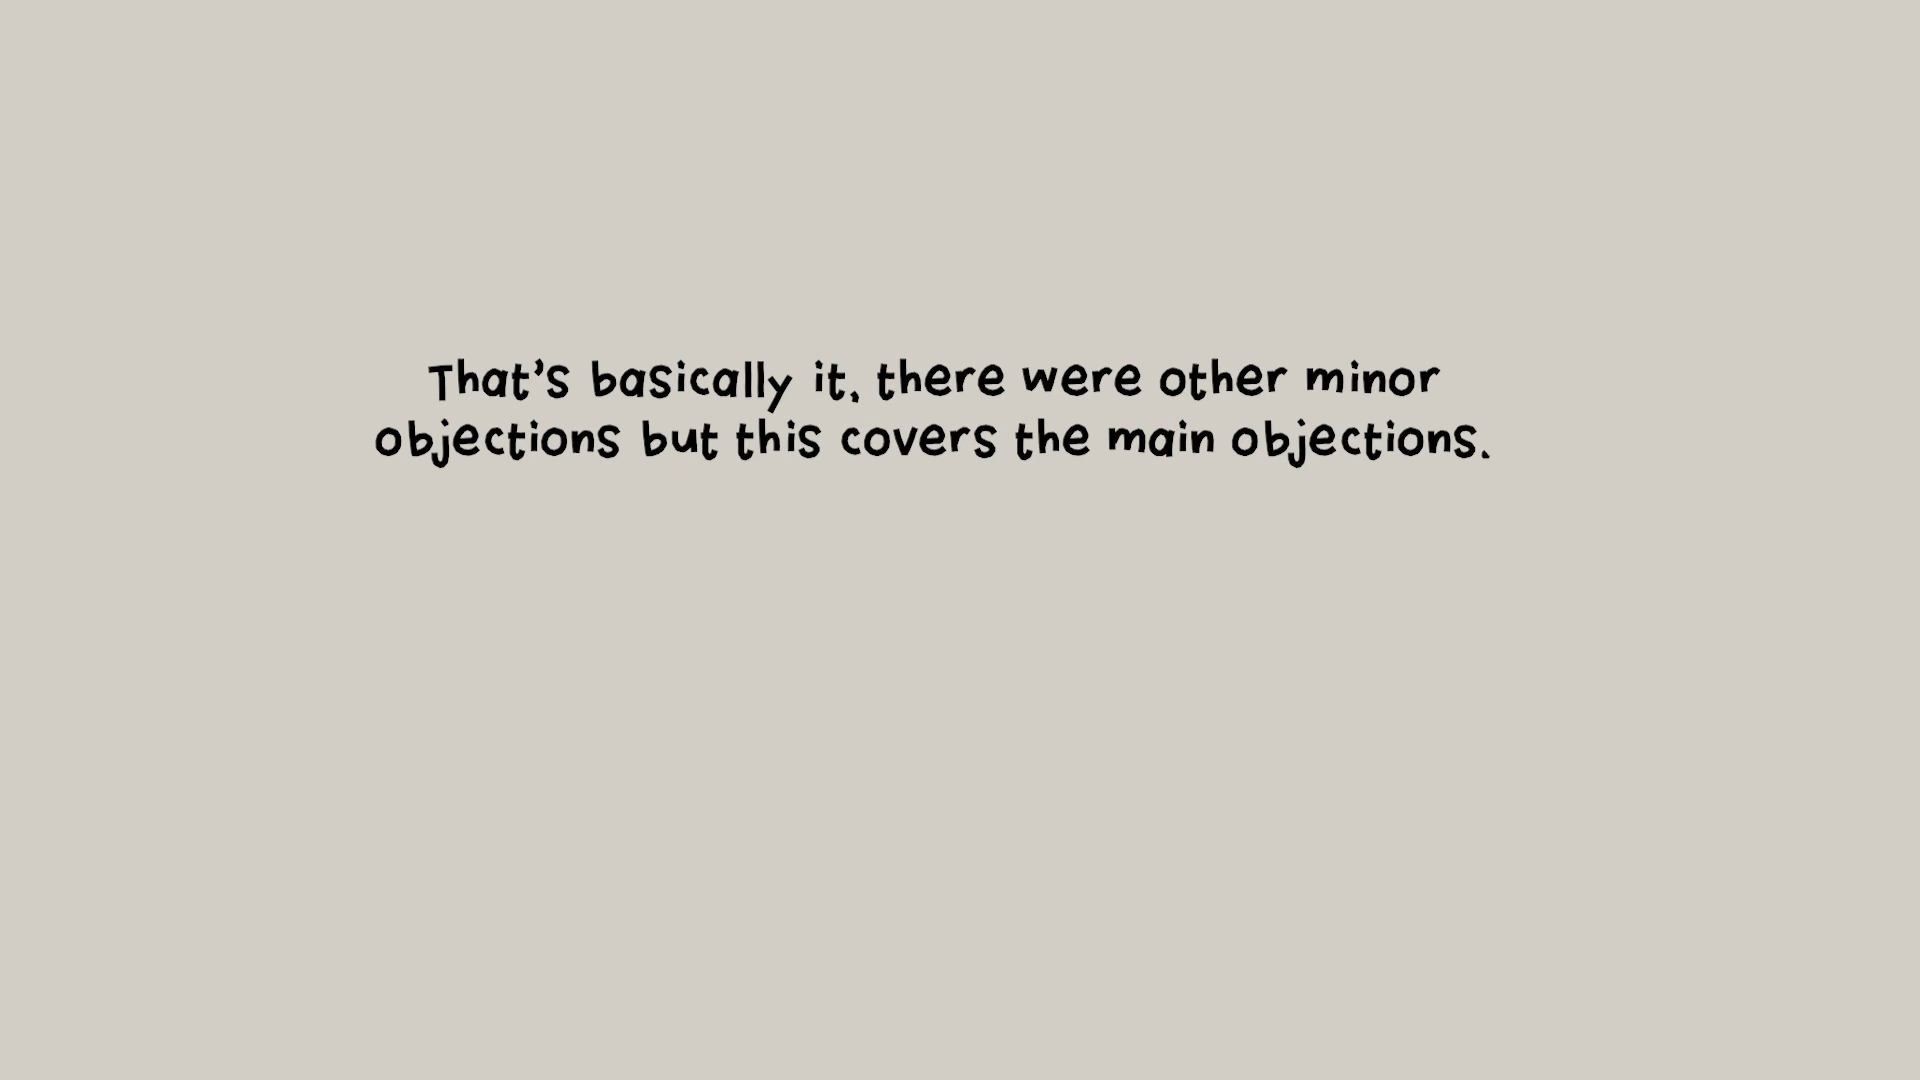 That's basically it, there were other minor
objections but this covers the main objections.